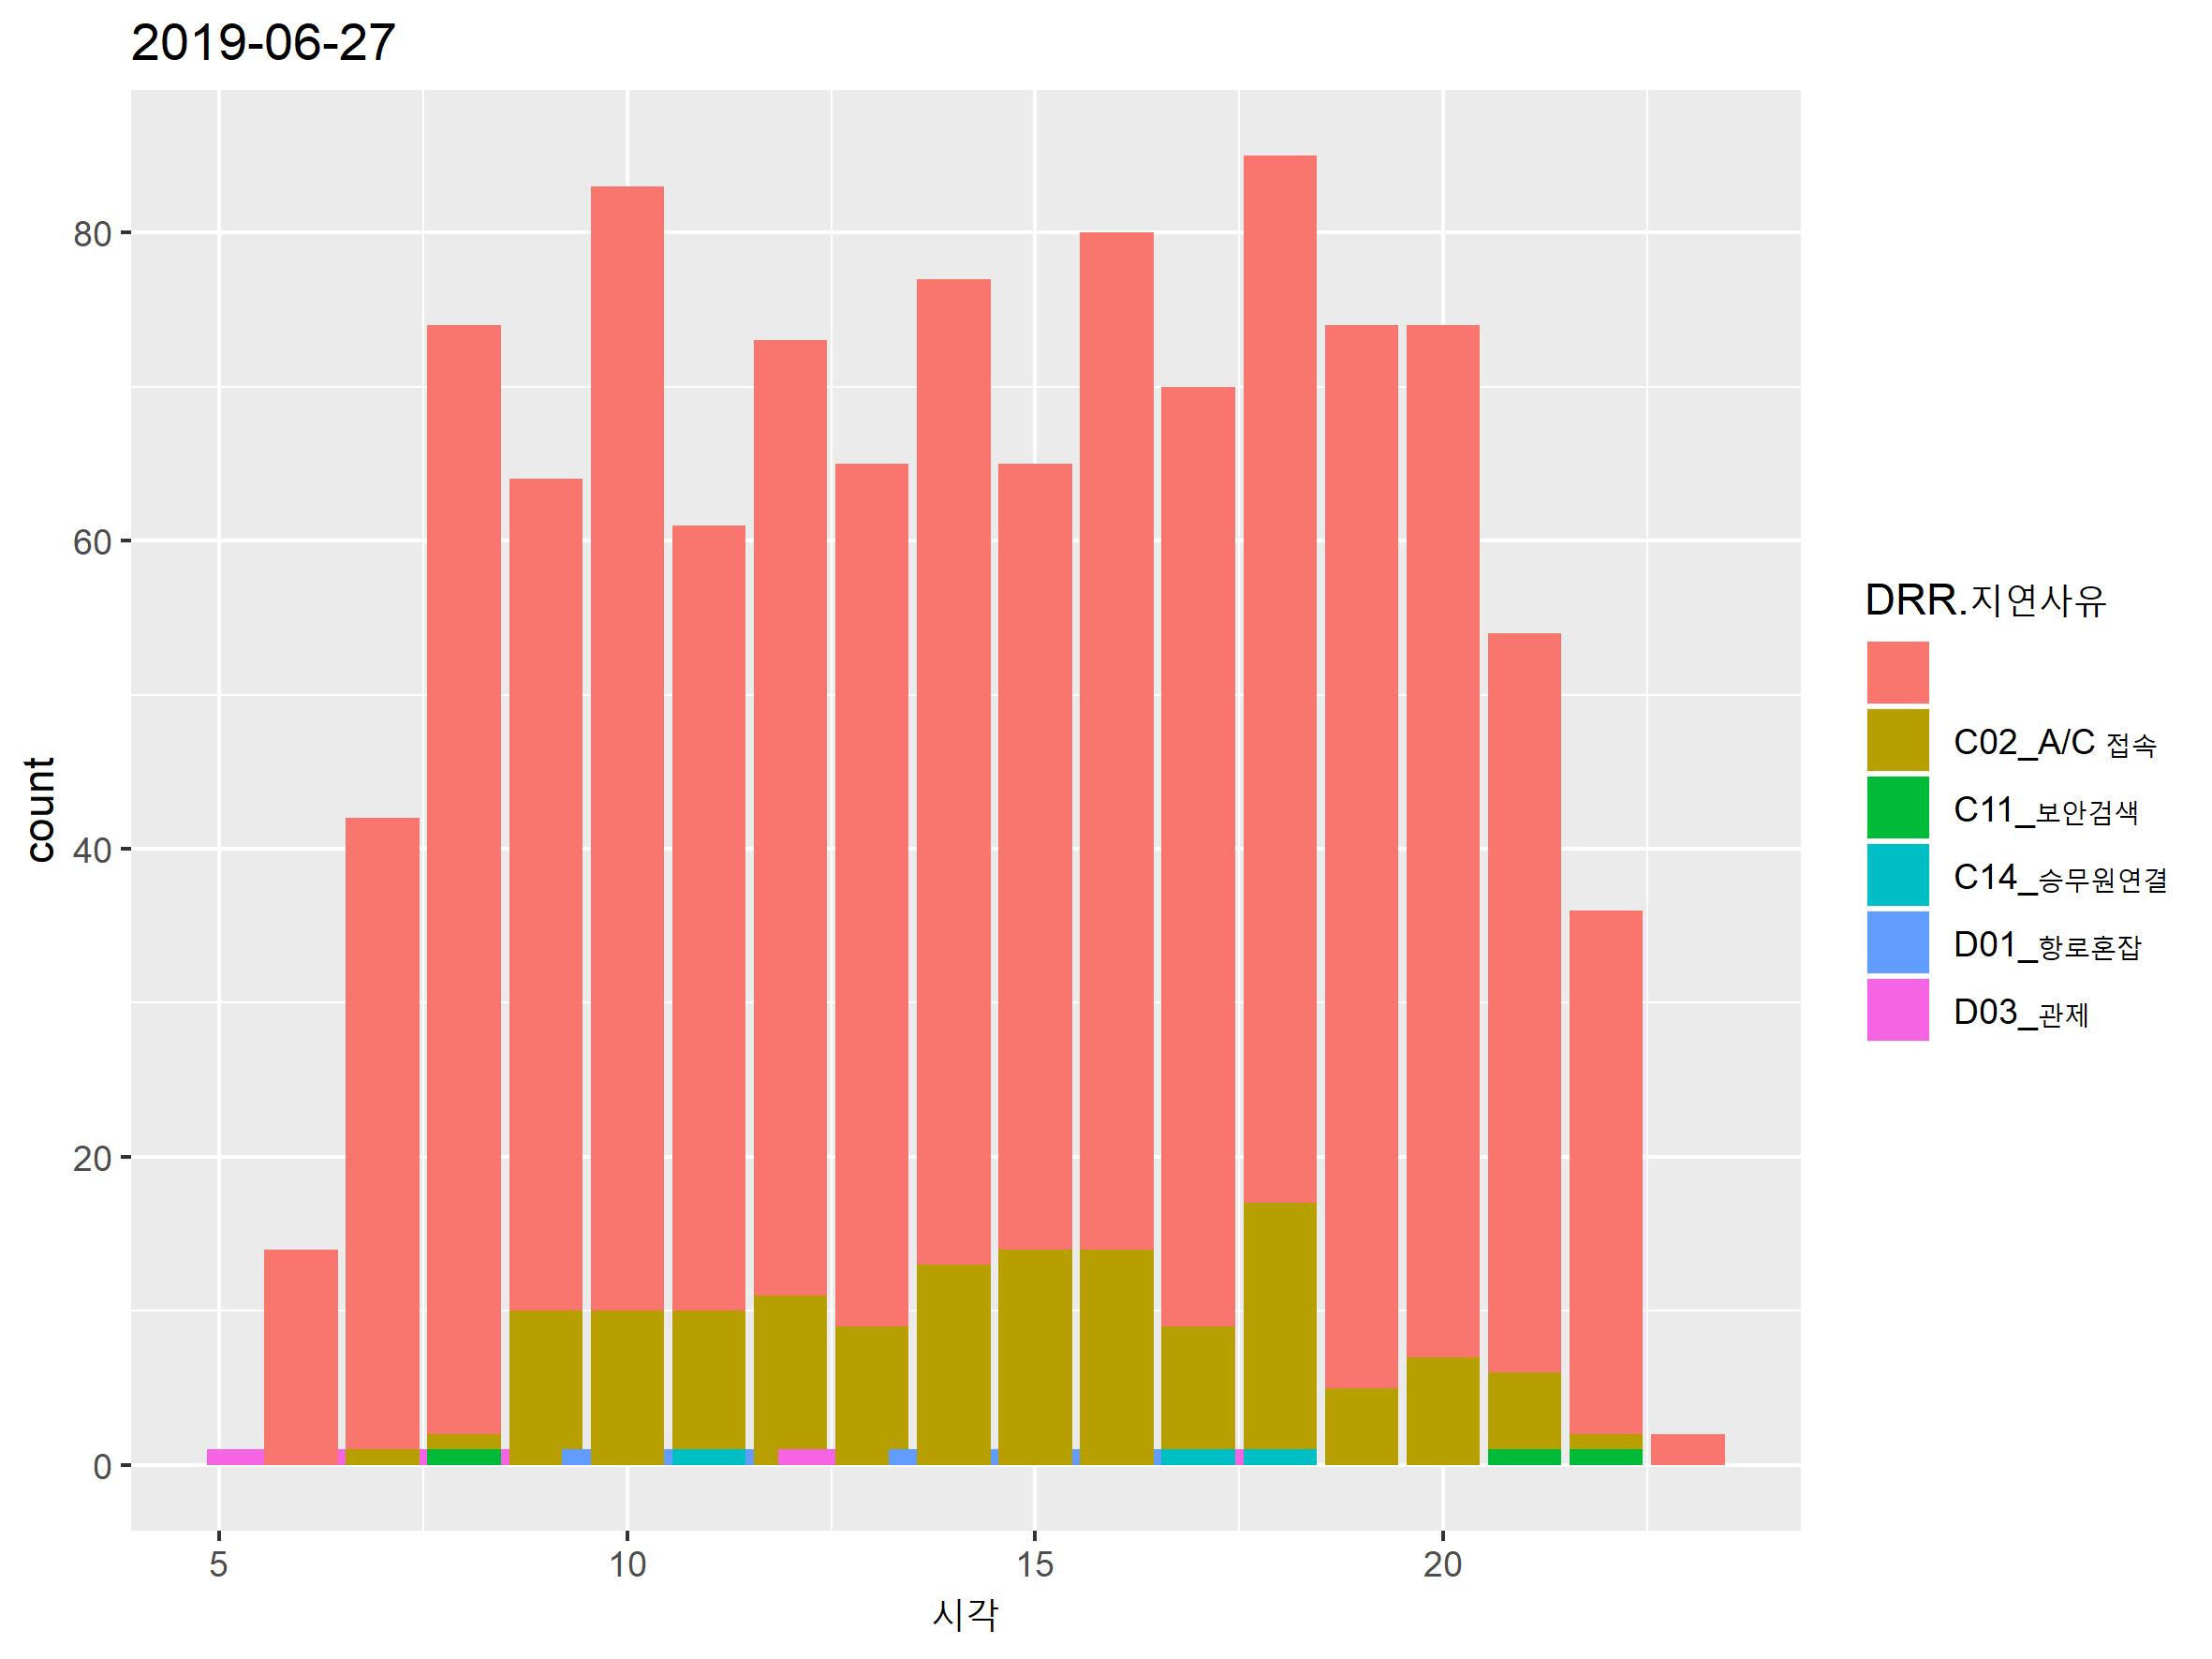 2019-06-27
80
60
40
20
0
count
5 10 15 20
시각
DRR.지연사유
C02_A/C 접속
C11_보안검색
C14_승무원연결
D01_항로혼잡
D03_관제